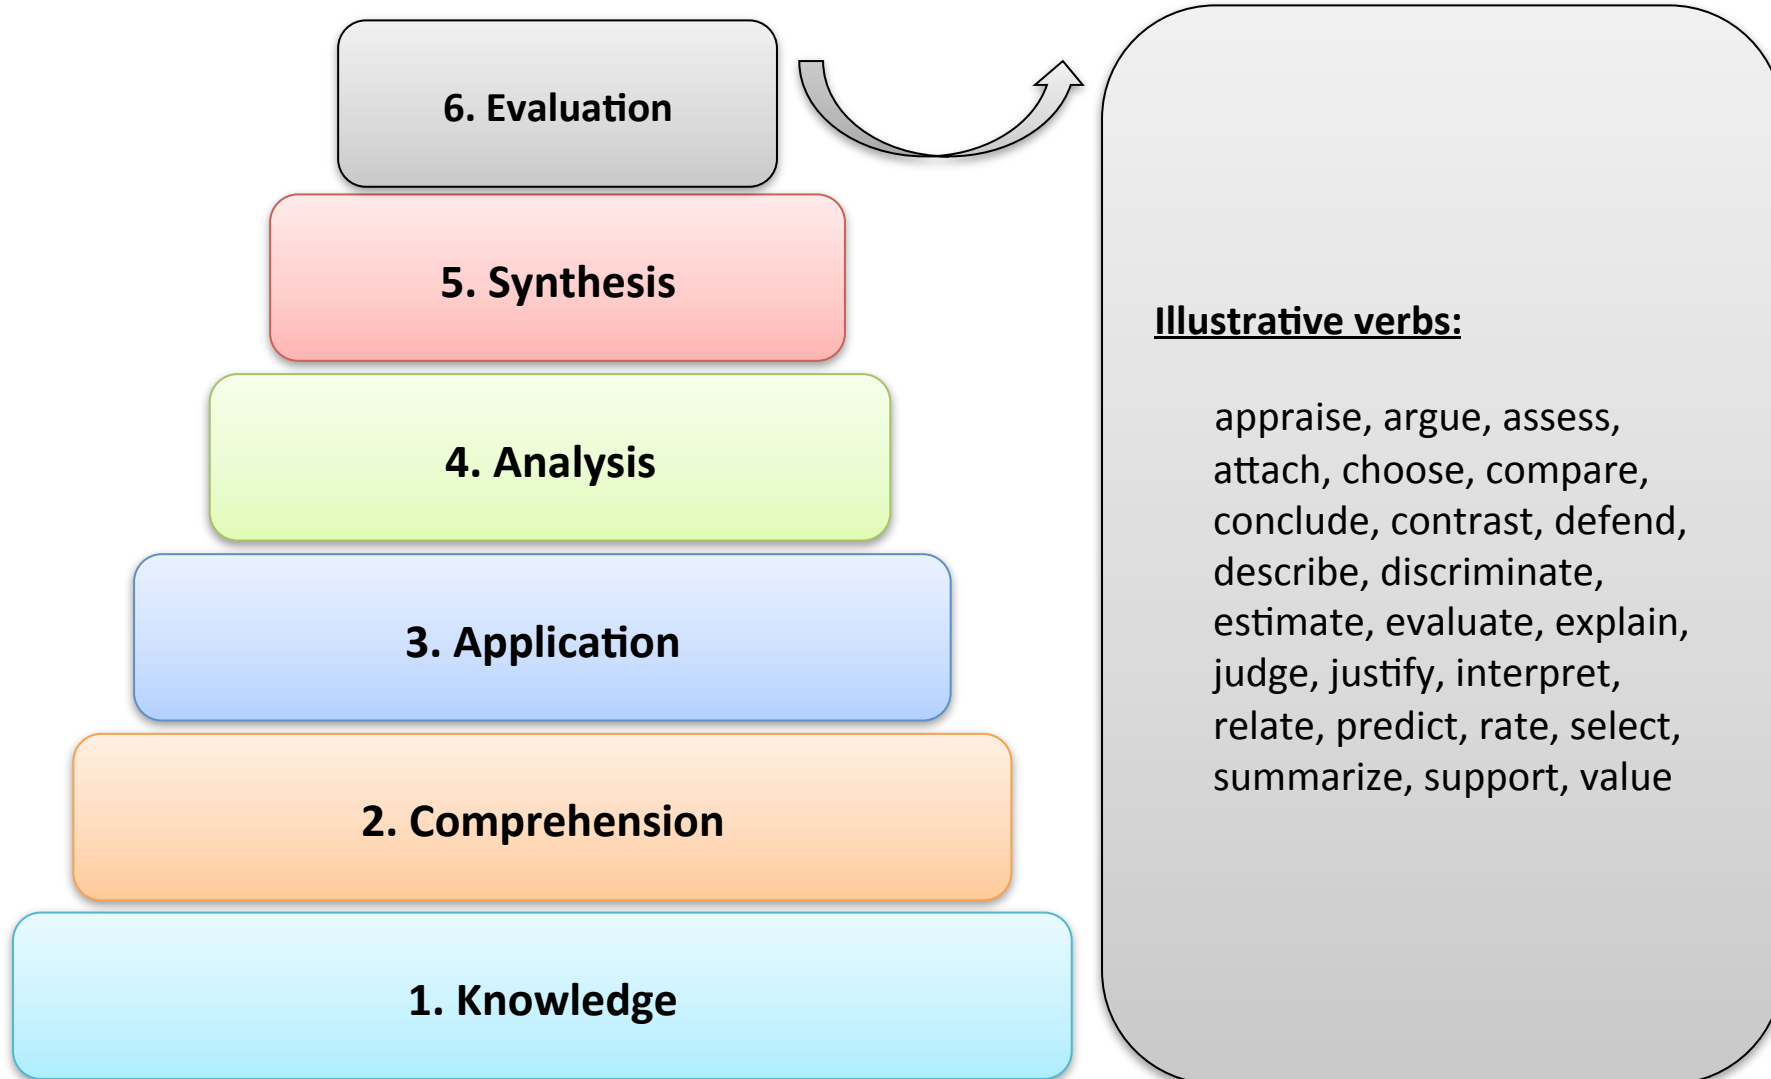 6. Evaluation
5. Synthesis
4. Analysis
3. Application
2. Comprehension
1. Knowledge
Illustrative verbs:
appraise, argue, assess,
attach, choose, compare,
conclude, contrast, defend,
describe, discriminate,
estimate, evaluate, explain,
judge, justify, interpret,
relate, predict, rate, select,
summarize, support, value